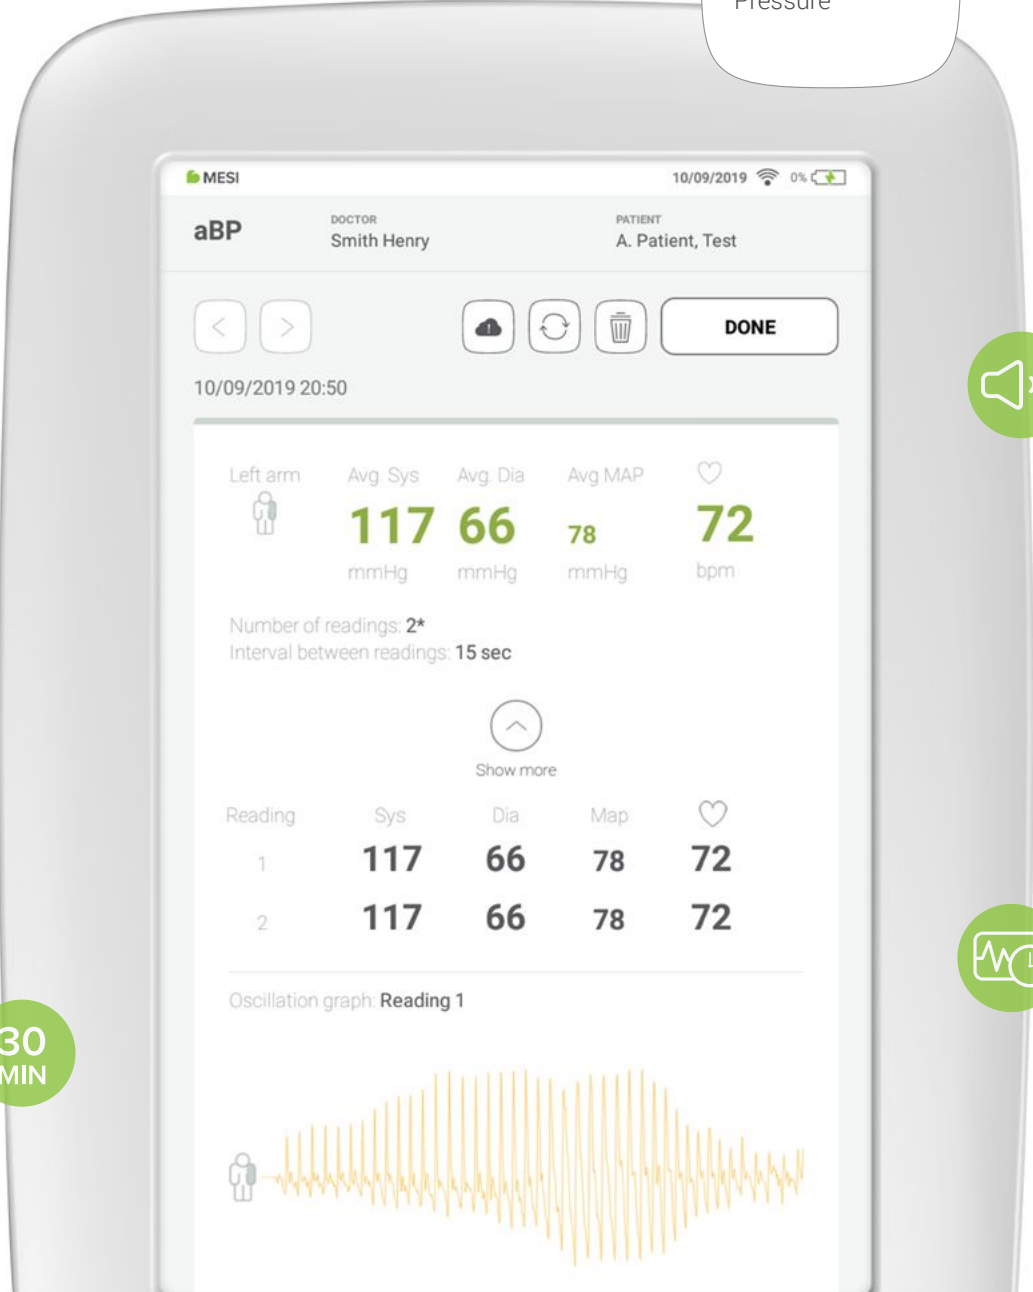 Pressure
MESI
10/09/2019 0%
aBP
DOCTOR
Smith Henry
PATIENT
A. Patient, Test
DONE
10/09/2019 20:50
Left arm Avg. Sys Avg. Dia Avg MAP
117 66 78 72
mmHg mmHg mmHg bpm
Number of readings: 2*
Interval between readings: 15 sec
Show more
Reading Sys Dia Map
1 117 66 78 72
2 117 66 78 72
Oscillation graph: Reading 1
30
MIN